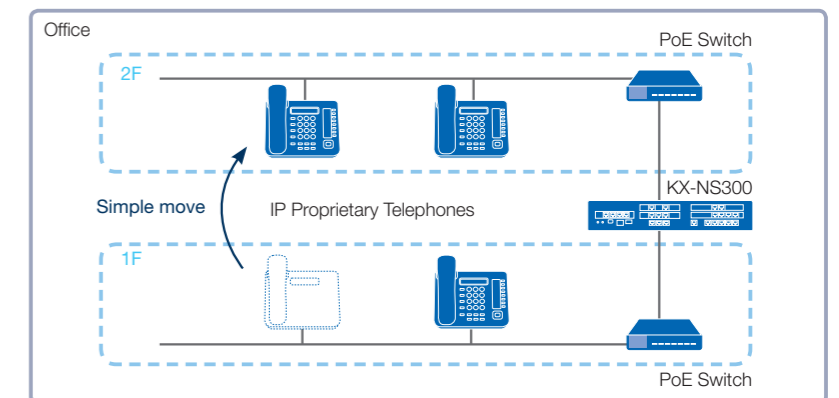 Office
PoE Switch
2F
KX-NS300
Simple move
IP Proprietary Telephones
1F
PoE Switch